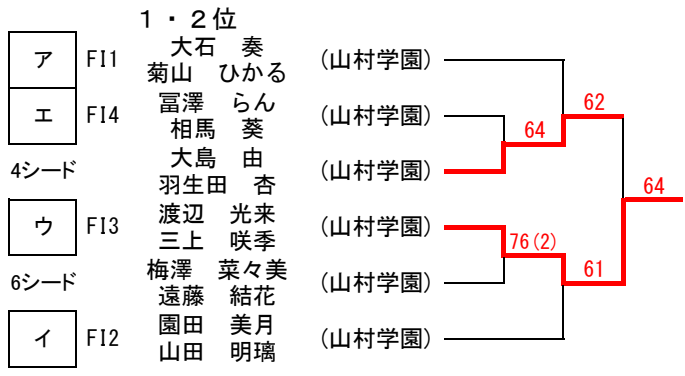 １・２位
ア FI1 大石　奏 菊山　ひかる (山村学園)
エ FI4 冨澤　らん 相馬　葵 (山村学園)
4シード 大島　由 羽生田　杏 (山村学園)
ウ FI3 渡辺　光来 三上　咲季 (山村学園)
6シード 梅澤　菜々美 遠藤　結花 (山村学園)
イ FI2 園田　美月 山田　明璃 (山村学園)
62
64
64
76(2)
61